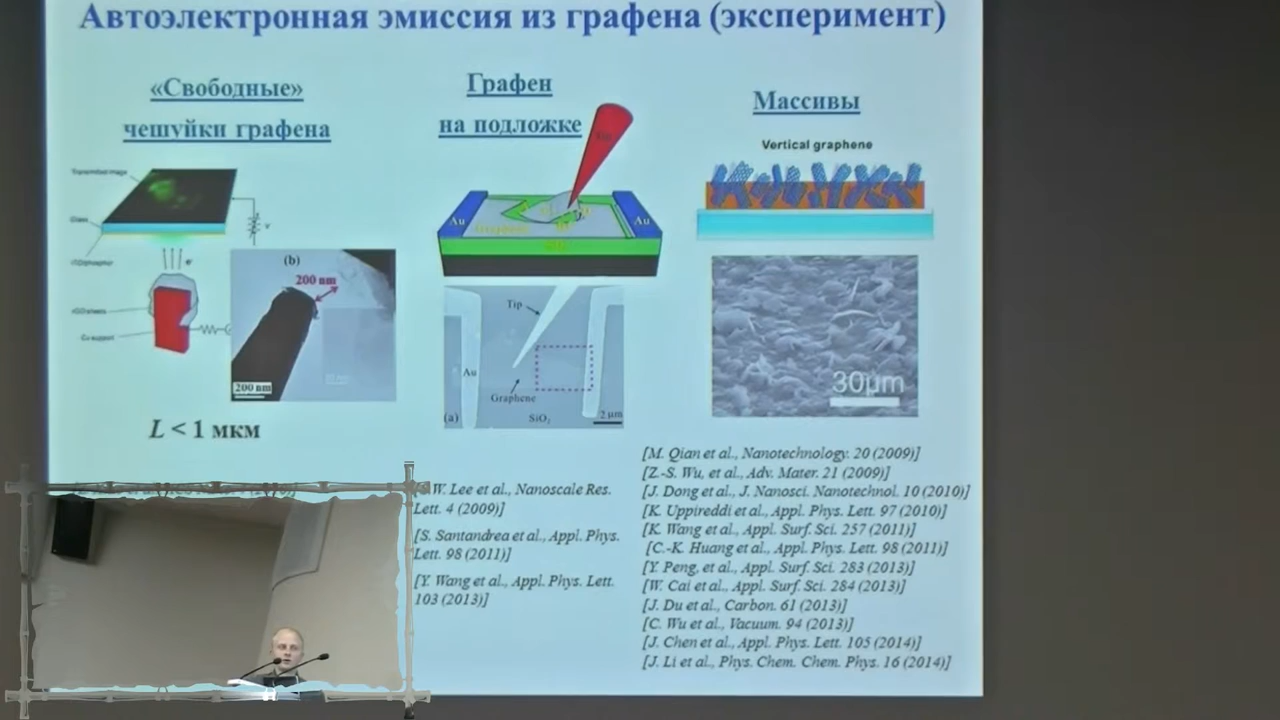 Автоэлектронная эмиссия из графена (эксперимент)
«Свободные»
чешуйки графена
Transmitted image
Glass
e
(b)
200 nm
200 nm
Cu support
L < 1 мкм
Графен
на подложке
Au
Au
Tip
Au
Graphene
(a)
SiO2
2 μm
W. Lee et al., Nanoscale Res.
Lett. 4 (2009)]
[S. Santandrea et al., Appl. Phys.
Lett. 98 (2011)]
[Y. Wang et al., Appl. Phys. Lett.
103 (2013)]
Массивы
Vertical graphene
30μm
[M. Qian et al., Nanotechnology. 20 (2009)]
[Z.-S. Wu, et al., Adv. Mater. 21 (2009)]
[J. Dong et al., J. Nanosci. Nanotechnol. 10 (2010)]
[K. Uppireddi et al., Appl. Phys. Lett. 97 (2010)]
[K. Wang et al., Appl. Surf. Sci. 257 (2011)]
[C.-K. Huang et al., Appl. Phys. Lett. 98 (2011)]
[Y. Peng, et al., Appl. Surf. Sci. 283 (2013)]
[W. Cai et al., Appl. Surf. Sci. 284 (2013)]
[J. Du et al., Carbon. 61 (2013)]
[C. Wu et al., Vacuum. 94 (2013)]
[J. Chen et al., Appl. Phys. Lett. 105 (2014)]
[J. Li et al., Phys. Chem. Chem. Phys. 16 (2014)]